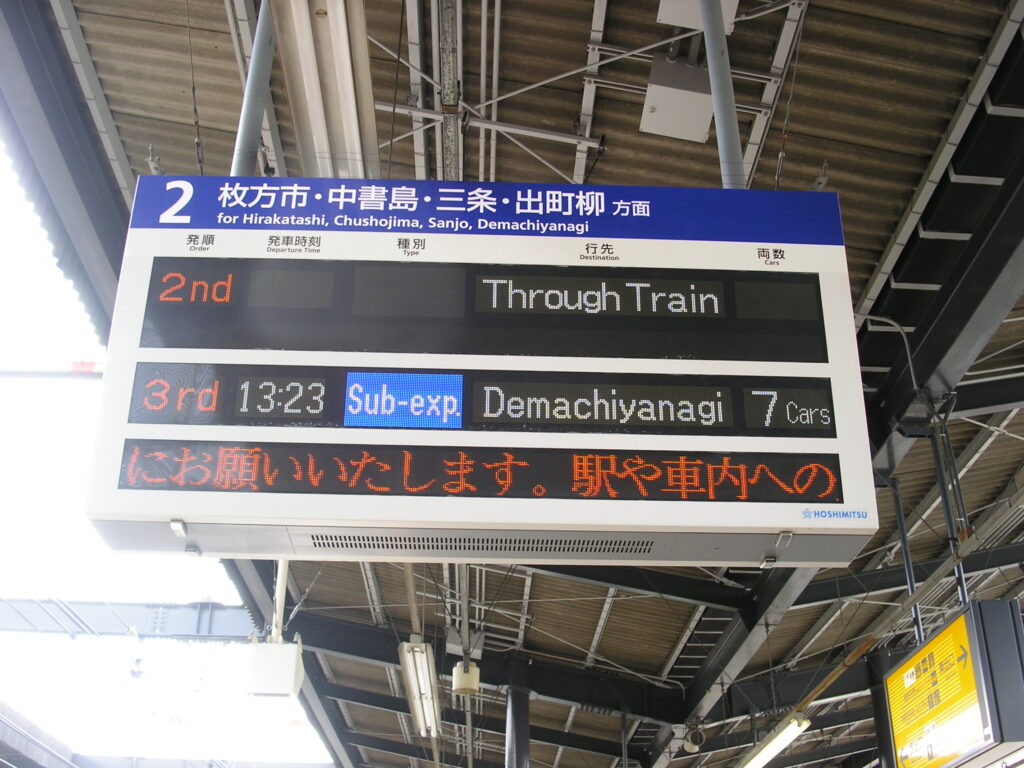 2 枚方市・中書島・三条・出町柳 方面
for Hirakatashi, Chushojima, Sanjo, Demachiyanagi
発順 発車時刻 種別 行先 両数
Order Departure Time Type Destination Cars
2nd Through Train
3rd 13:23 Sub-exp. Demachiyanagi 7 Cars
にお願いいたします。駅や車内への
HOSHIMITSU